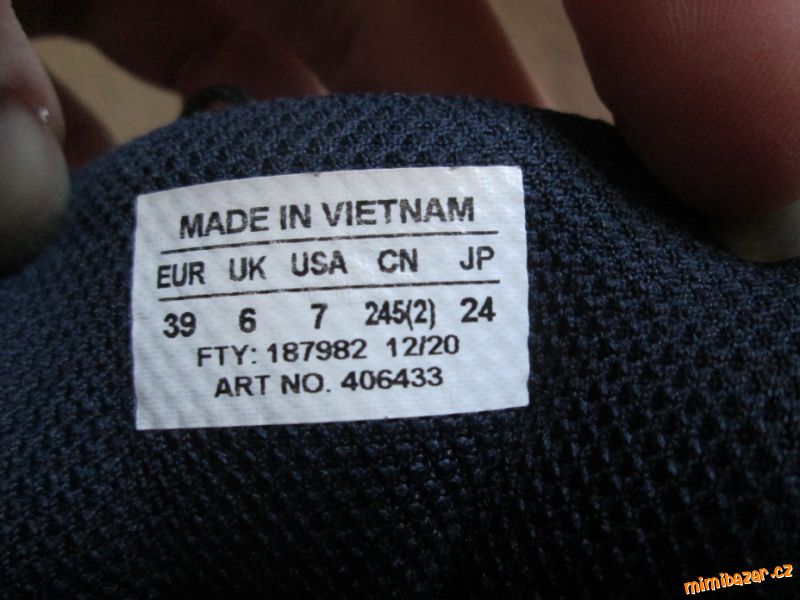 MADE IN VIETNAM
EUR UK USA CN JP
39 6 7 245(2) 24
FTY: 187982 12/20
ART NO. 406433
mimibazar.cz